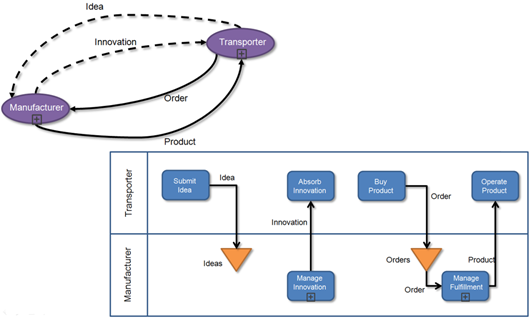 Idea
Innovation
Transporter
Manufacturer
Order
Product
Transporter
Submit
Idea
Idea
Absorb
Innovation
Buy
Product
Order
Operate
Product
Innovation
Manufacturer
Ideas
Manage
Innovation
Orders
Order
Manage
Fulfillment
Product